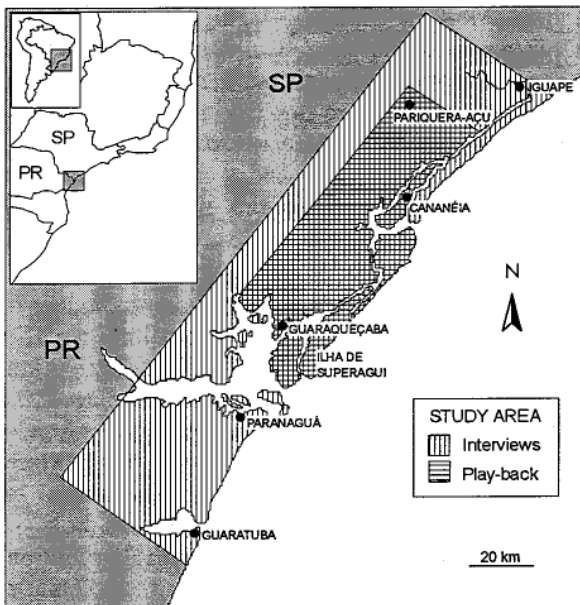 SP
PR
SP
IGUAPE
PARIQUERA-AÇU
CANANÉIA
N
GUARAQUEÇABA
ILHA DE
SUPERAGUI
PR
PARANAGUÁ
STUDY AREA
Interviews
Play-back
GUARATUBA
20 km